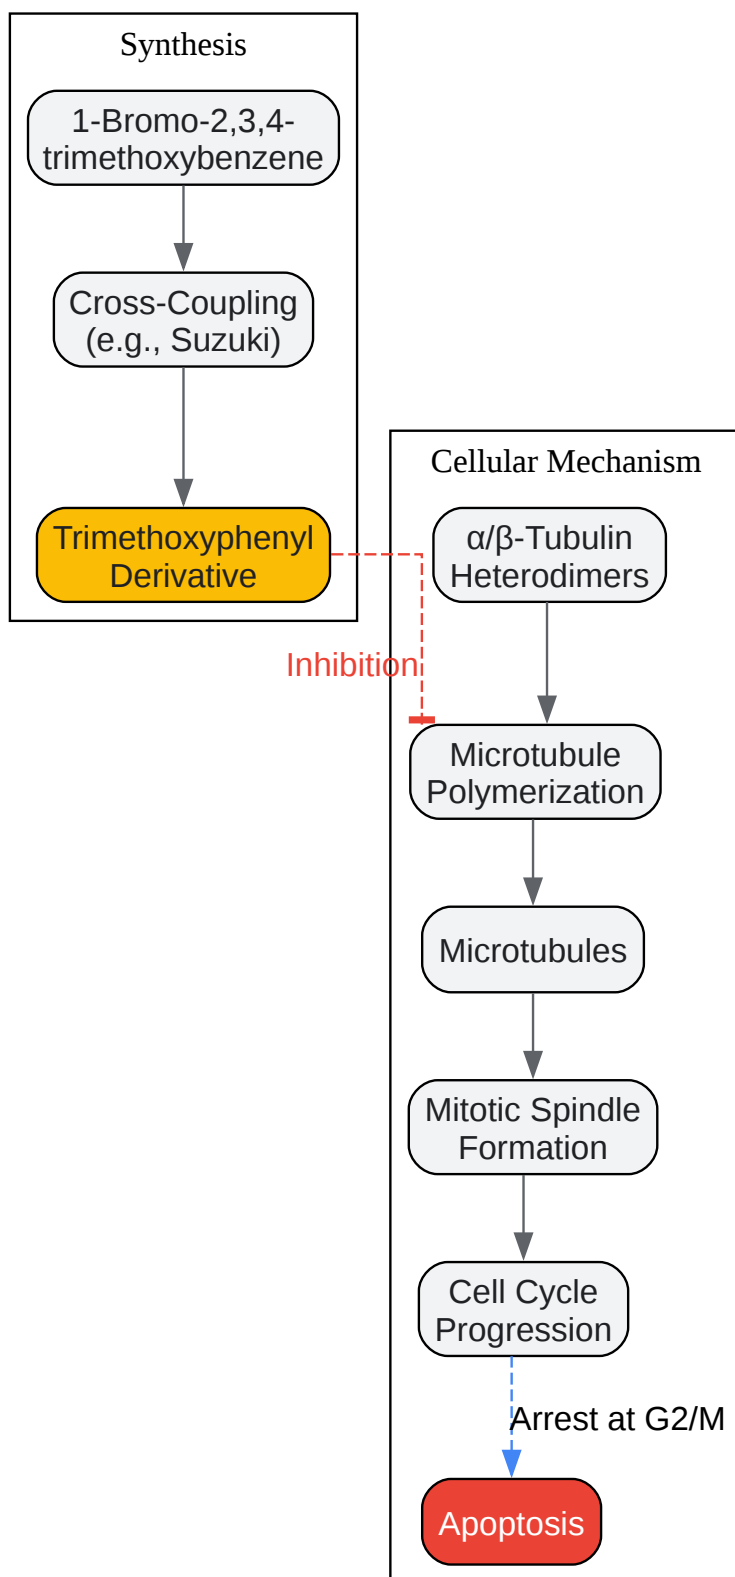 Synthesis
1-Bromo-2,3,4-
trimethoxybenzene
Cross-Coupling
(e.g., Suzuki)
Trimethoxyphenyl
Derivative
Inhibition
Cellular Mechanism
α/β-Tubulin
Heterodimers
Microtubule
Polymerization
Microtubules
Mitotic Spindle
Formation
Cell Cycle
Progression
Arrest at G2/M
Apoptosis